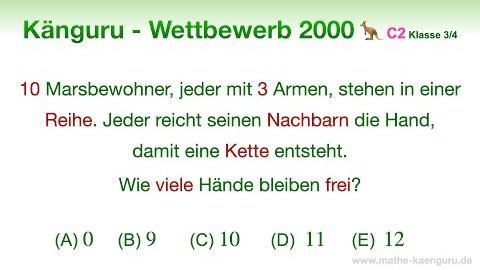 Känguru - Wettbewerb 2000 🦘 C2 Klasse 3/4
10 Marsbewohner, jeder mit 3 Armen, stehen in einer
Reihe. Jeder reicht seinen Nachbarn die Hand,
damit eine Kette entsteht.
Wie viele Hände bleiben frei?
(A) 0 (B) 9 (C) 10 (D) 11 (E) 12
www.mathe-kaenguru.de